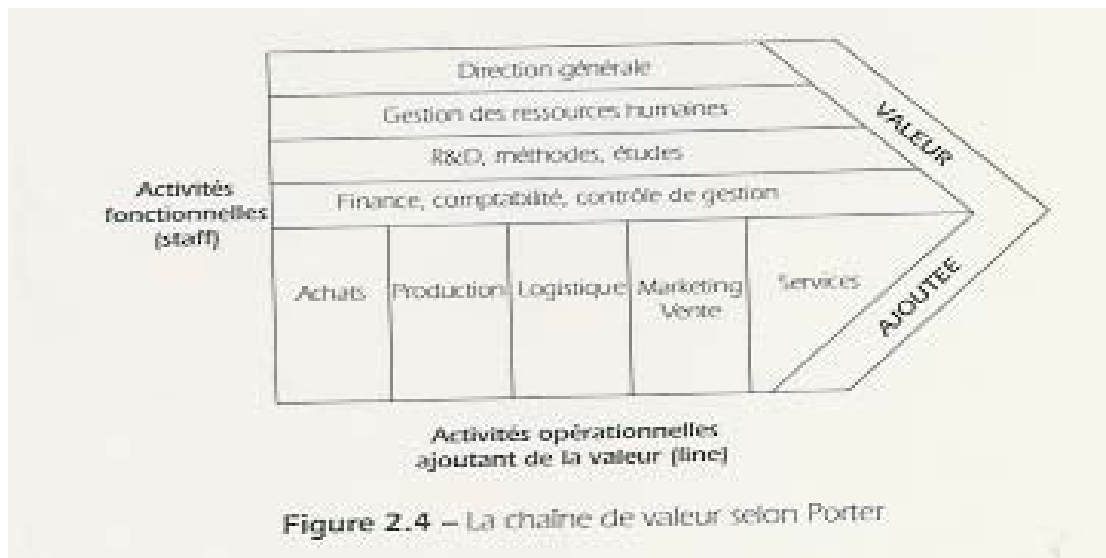 Direction générale
Gestion des ressources humaines
R&D, méthodes, études
Finance, comptabilité, contrôle de gestion
Activités
fonctionnelles
(staff)
Achats
Production
Logistique
Marketing
Vente
Services
VALEUR
AJOUTEE
Activités opérationnelles
ajoutant de la valeur (line)
Figure 2.4 – La chaîne de valeur selon Porter